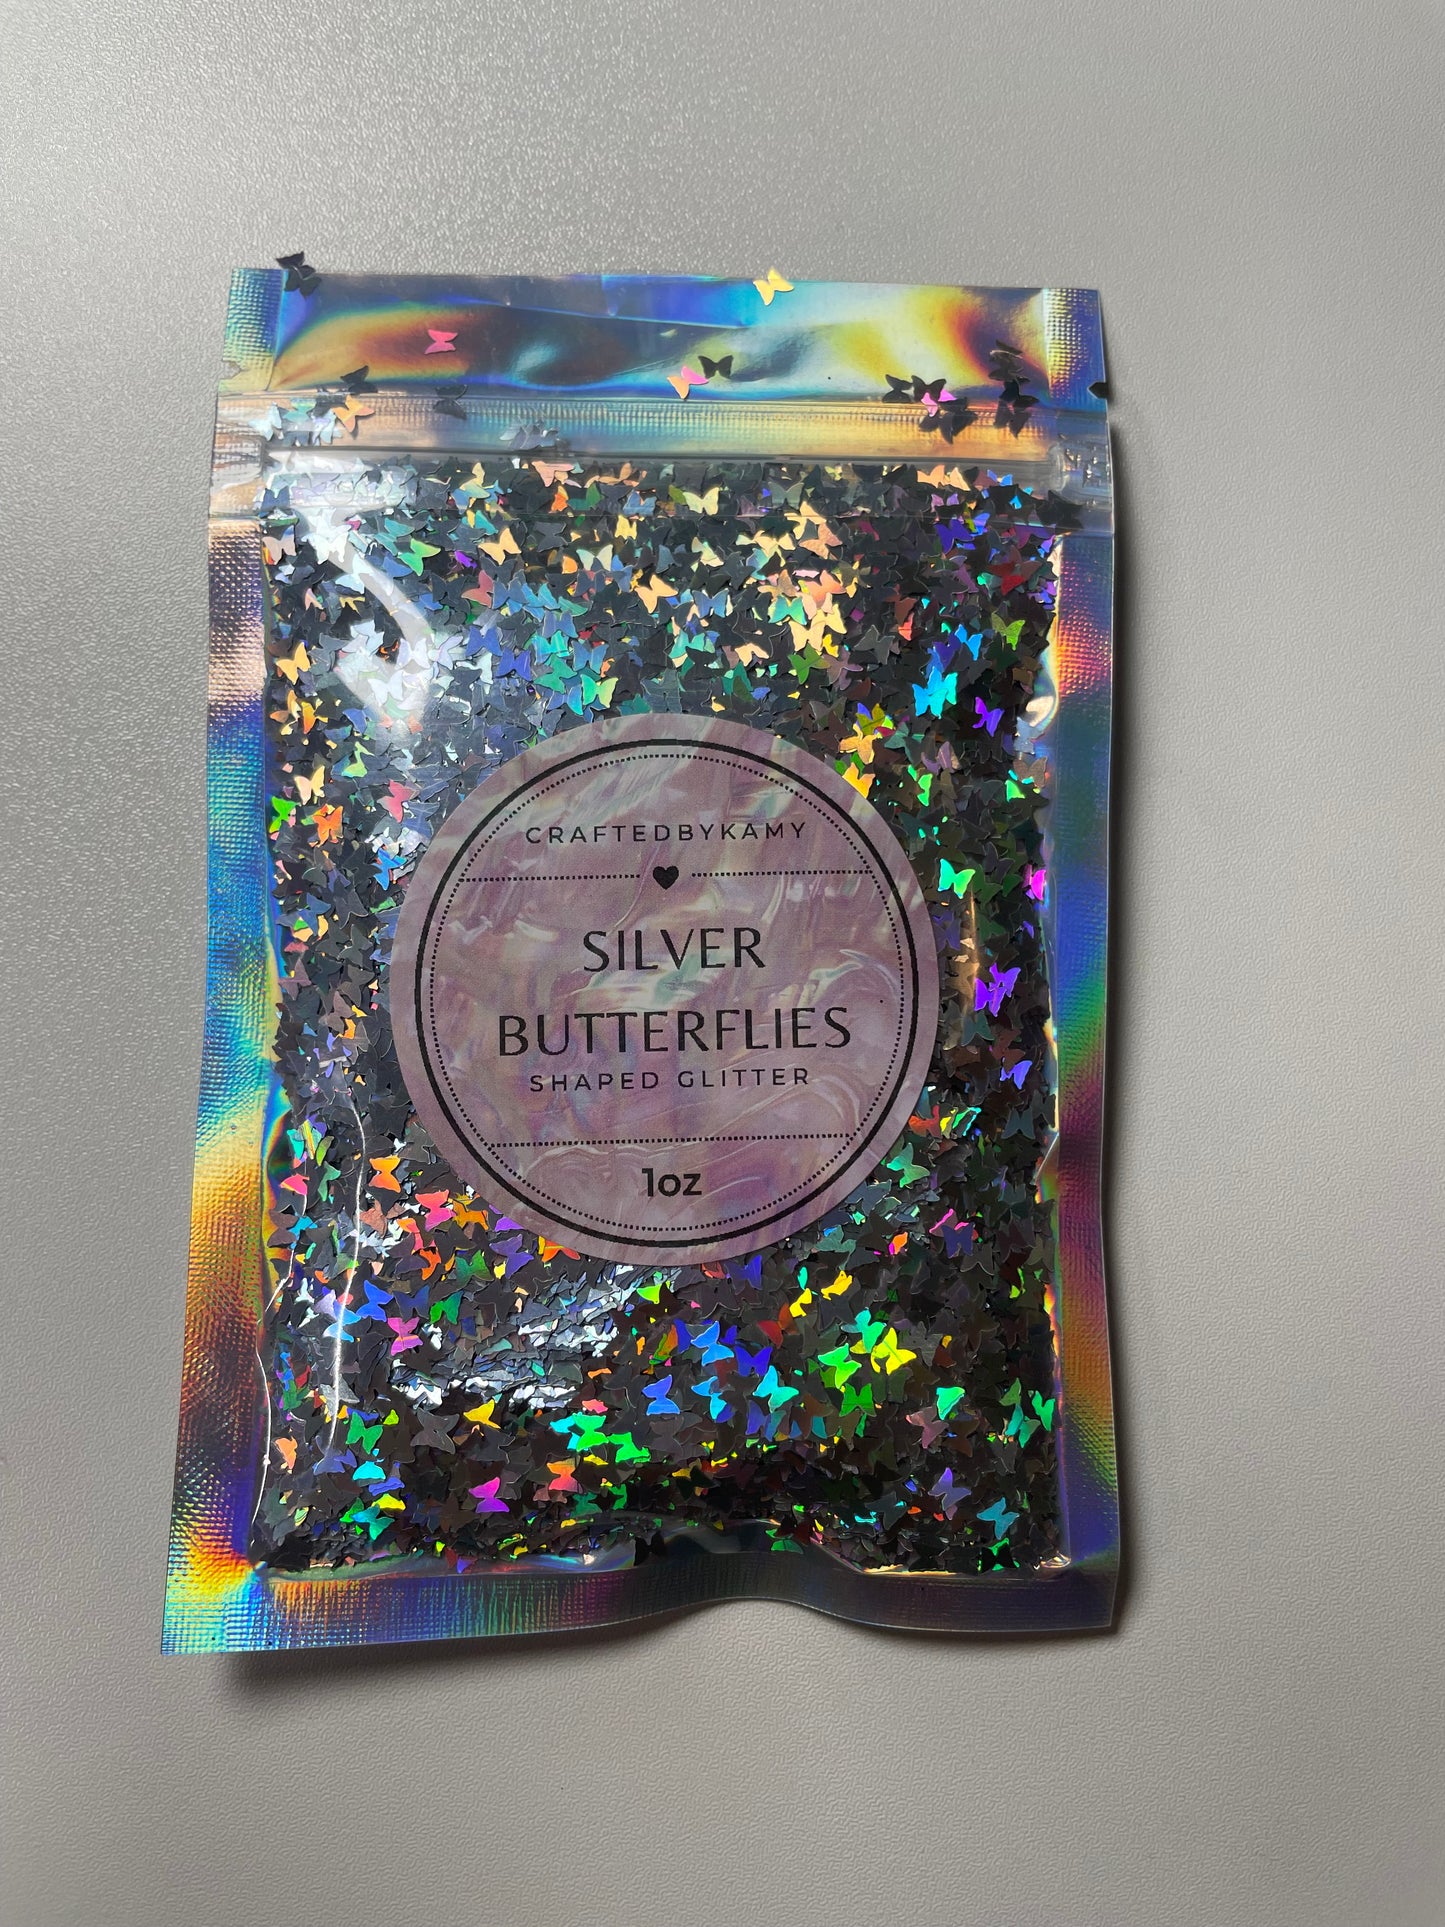 CRAFTEDBYKAMY
SILVER
BUTTERFLIES
SHAPED GLITTER
1oz